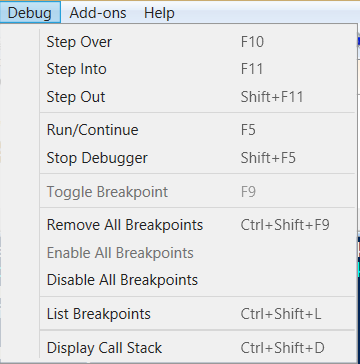 Debug Add-ons Help
Step Over F10
Step Into F11
Step Out Shift+F11
Run/Continue F5
Stop Debugger Shift+F5
Toggle Breakpoint F9
Remove All Breakpoints Ctrl+Shift+F9
Enable All Breakpoints
Disable All Breakpoints
List Breakpoints Ctrl+Shift+L
Display Call Stack Ctrl+Shift+D